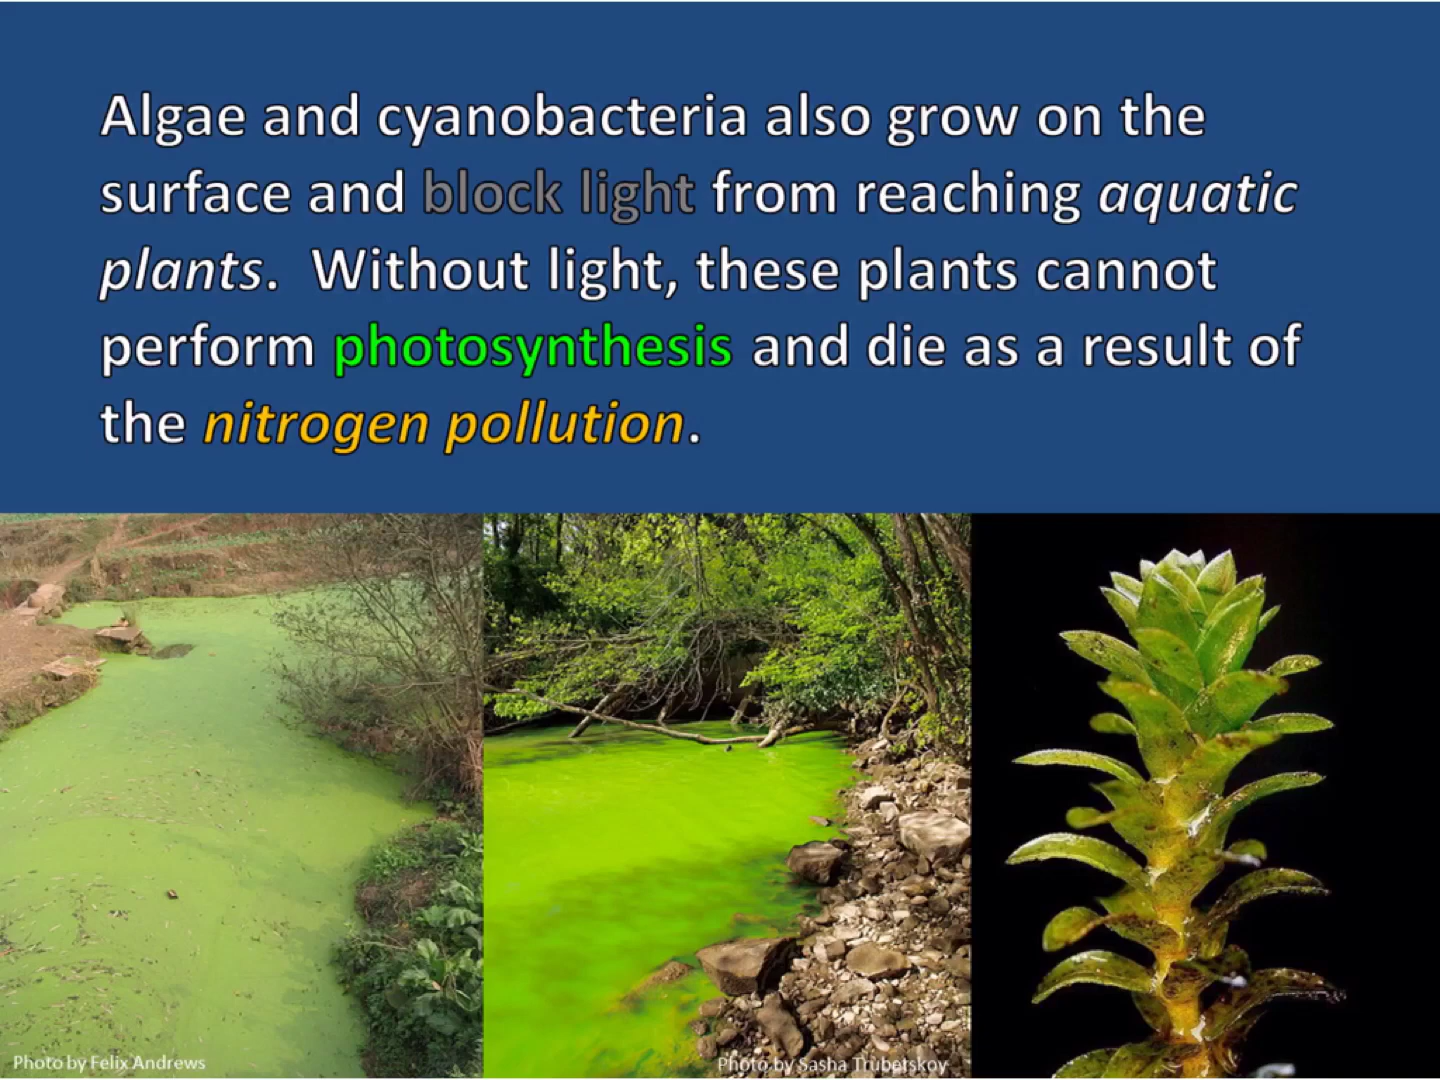 Algae and cyanobacteria also grow on the
surface and block light from reaching aquatic
plants.  Without light, these plants cannot
perform photosynthesis and die as a result of
the nitrogen pollution.
Photo by Felix Andrews
Photo by Sasha Trubetskoy